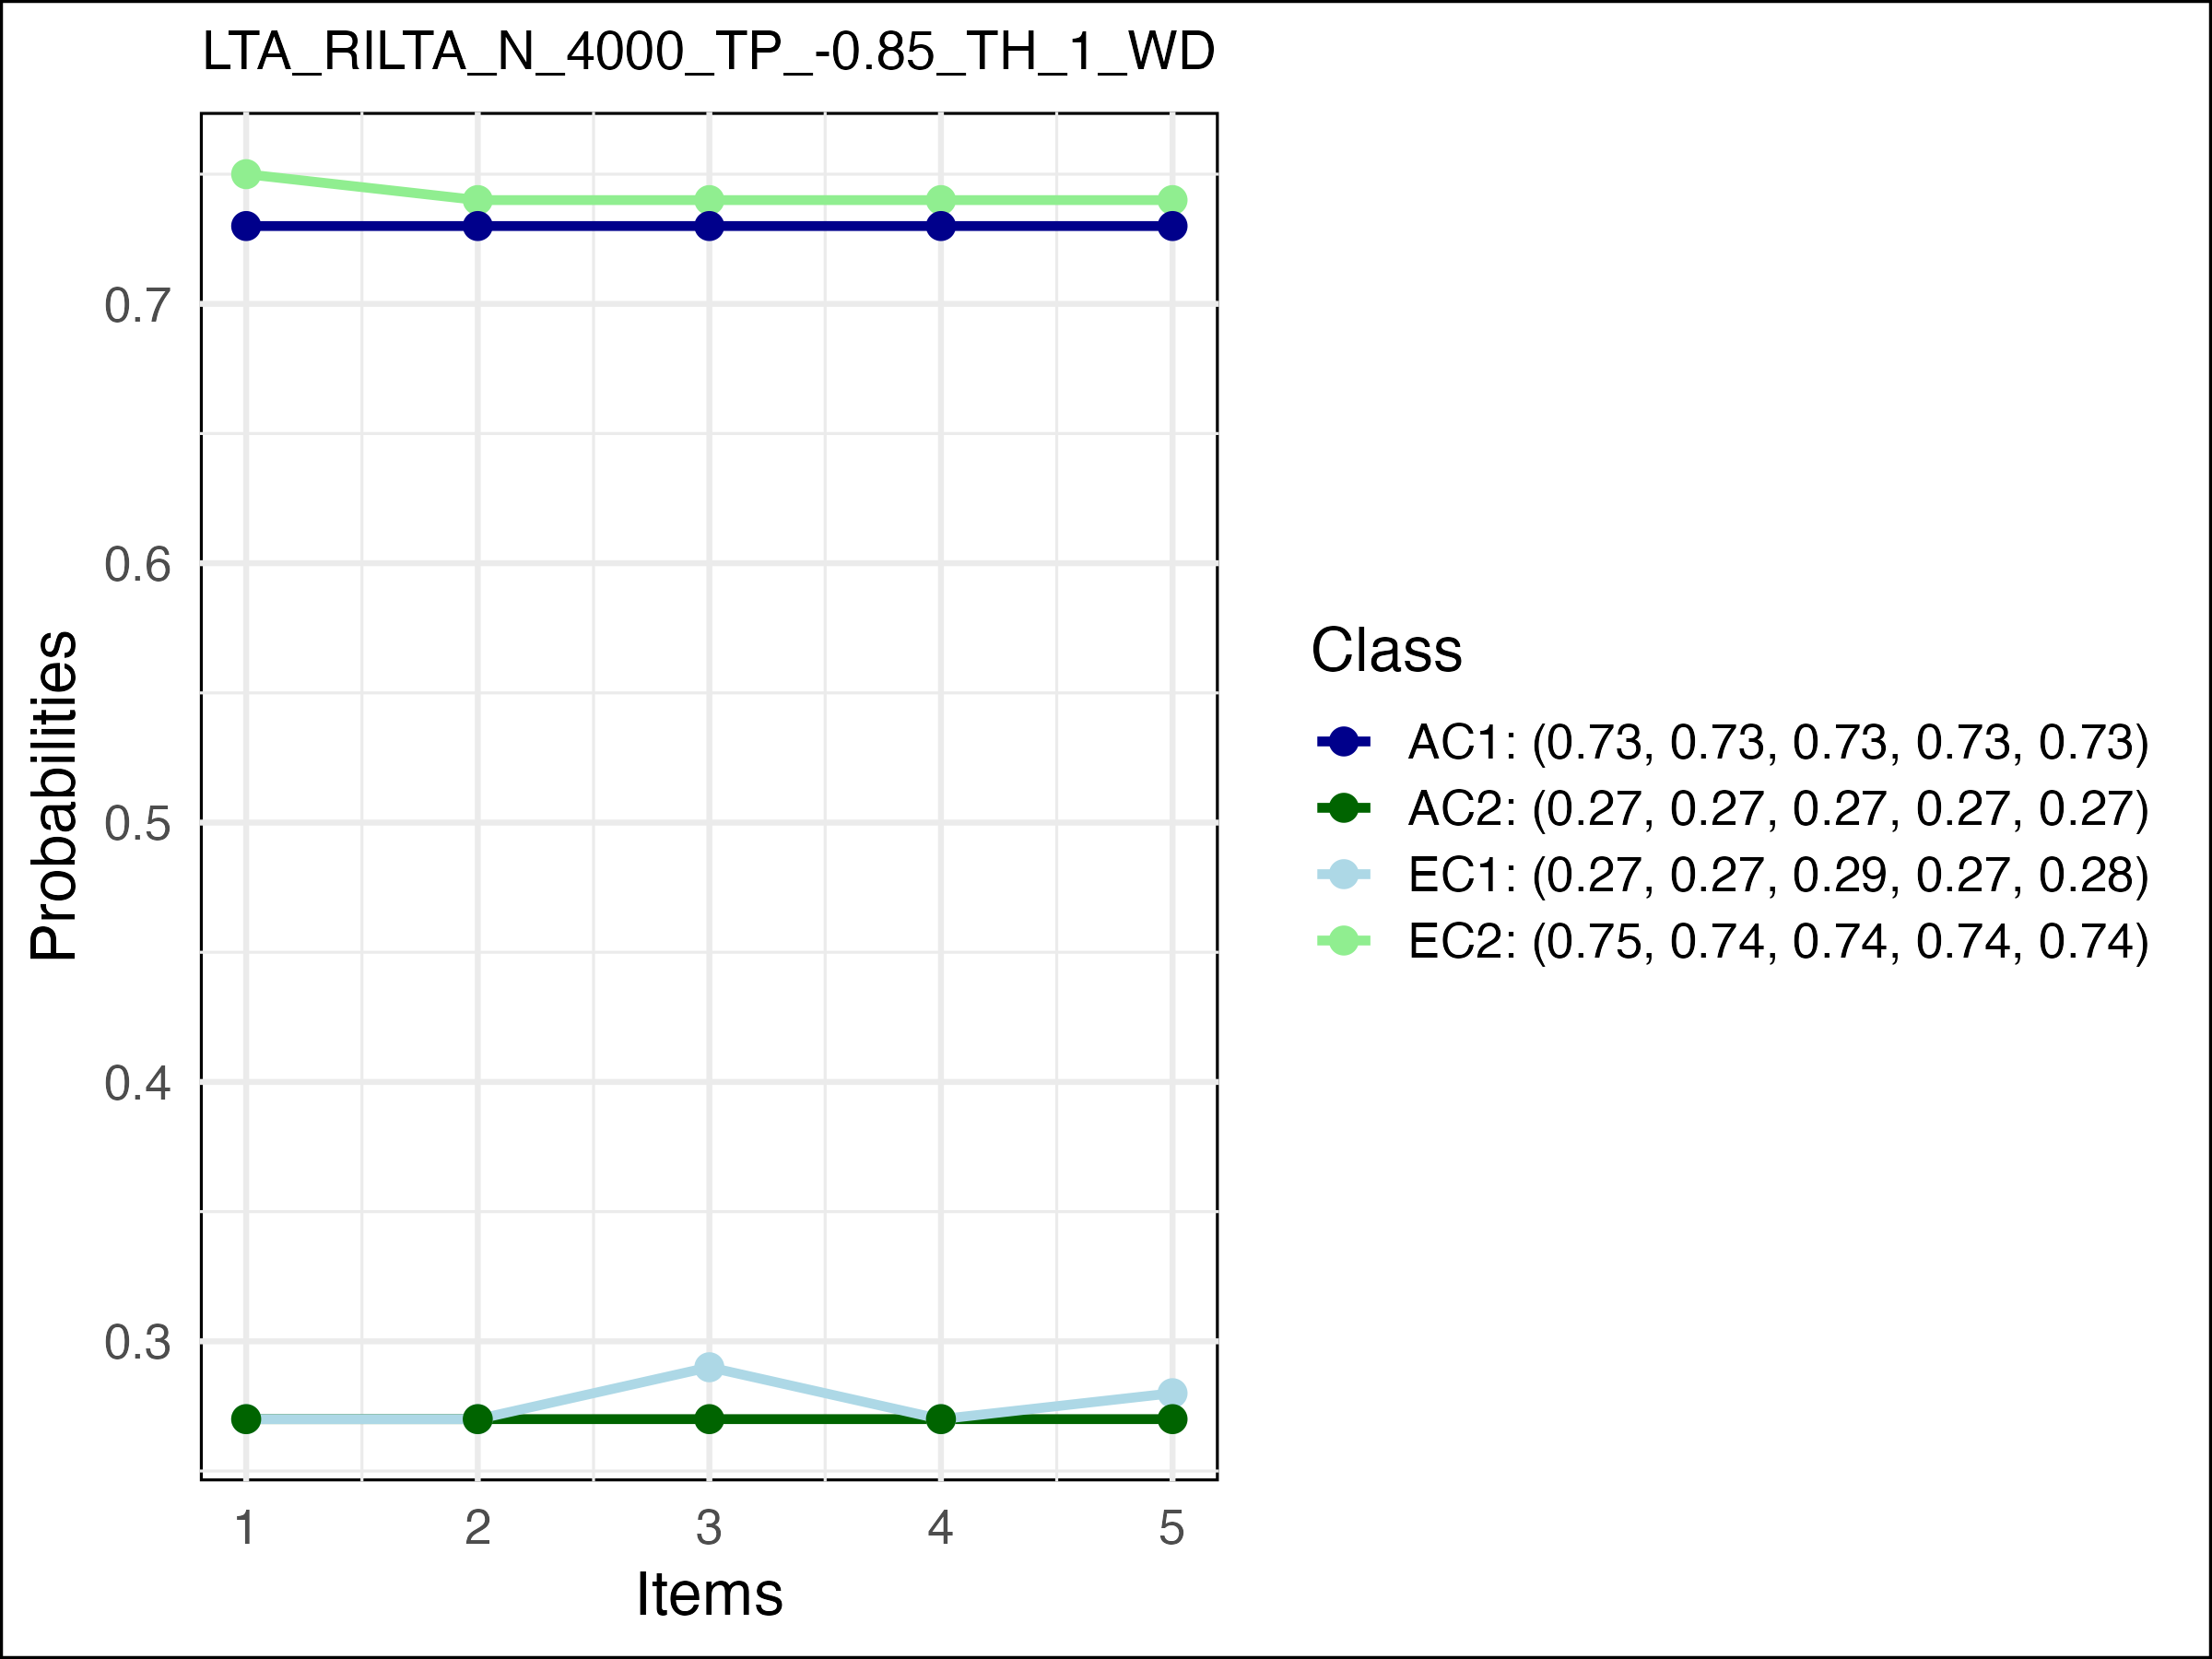 LTA_RILTA_N_4000_TP_-0.85_TH_1_WD
Probabilities
0.7
0.6
0.5
0.4
0.3
1 2 3 4 5
Items
Class
AC1: (0.73, 0.73, 0.73, 0.73, 0.73)
AC2: (0.27, 0.27, 0.27, 0.27, 0.27)
EC1: (0.27, 0.27, 0.29, 0.27, 0.28)
EC2: (0.75, 0.74, 0.74, 0.74, 0.74)